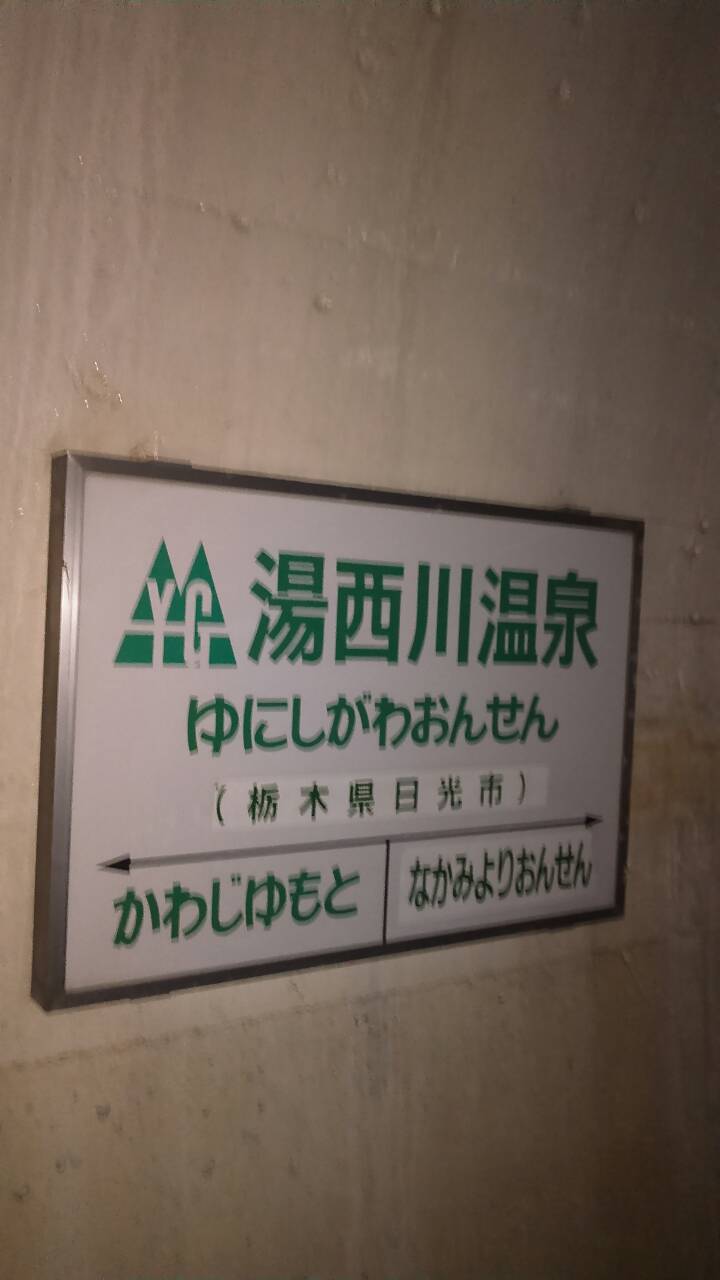 YG 湯西川温泉
ゆにしがわおんせん
(栃木県日光市)
かわじゆもと なかみよりおんせん